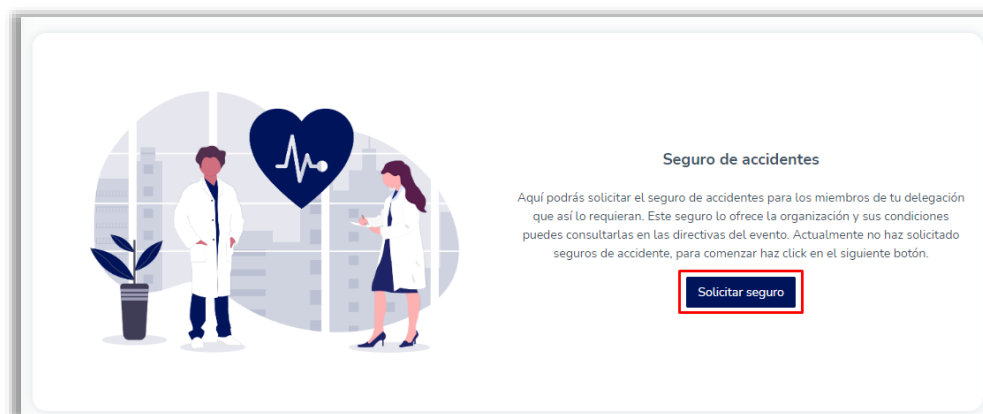 Seguro de accidentes
Aquí podrás solicitar el seguro de accidentes para los miembros de tu delegación
que así lo requieran. Este seguro lo ofrece la organización y sus condiciones
puedes consultarlas en las directivas del evento. Actualmente no haz solicitado
seguros de accidente, para comenzar haz click en el siguiente botón.
Solicitar seguro